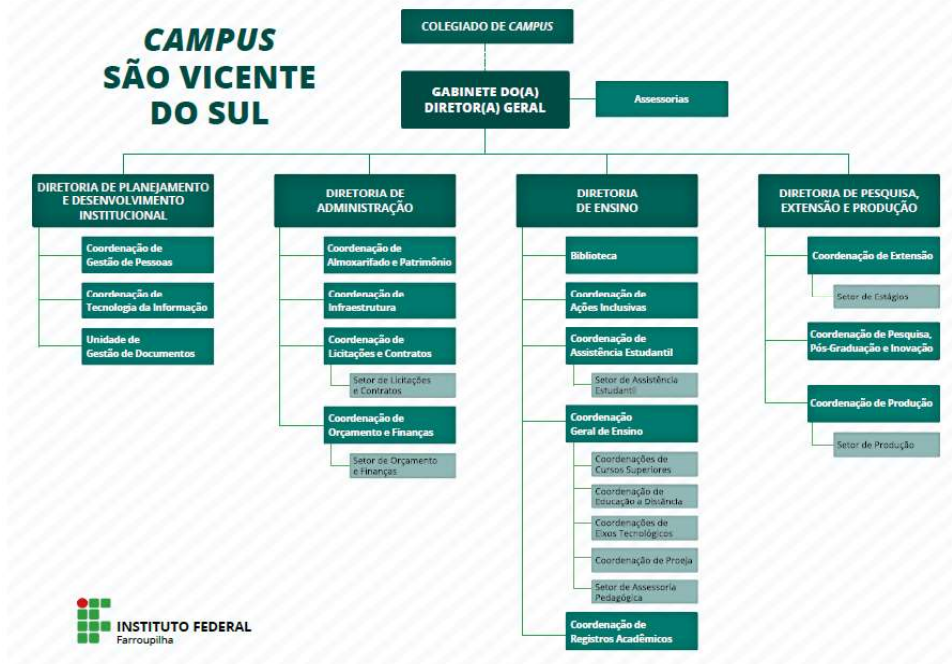 CAMPUS
SÃO VICENTE
DO SUL
COLEGIADO DE CAMPUS
GABINETE DO(A)
DIRETOR(A) GERAL
Assessorias
DIRETORIA DE PLANEJAMENTO
E DESENVOLVIMENTO
INSTITUCIONAL
Coordenação de
Gestão de Pessoas
Coordenação de
Tecnologia da Informação
Unidade de
Gestão de Documentos
DIRETORIA DE
ADMINISTRAÇÃO
Coordenação de
Almoxarifado e Patrimônio
Coordenação de
Infraestrutura
Coordenação de
Licitações e Contratos
Setor de Licitações
e Contratos
Coordenação de
Orçamento e Finanças
Setor de Orçamento
e Finanças
DIRETORIA
DE ENSINO
Biblioteca
Coordenação de
Ações Inclusivas
Coordenação de
Assistência Estudantil
Setor de Assistência
Estudantil
Coordenação
Geral de Ensino
Coordenações de
Cursos Superiores
Coordenação de
Educação a Distância
Coordenações de
Eixos Tecnológicos
Coordenação de Proeja
Setor de Assessoria
Pedagógica
Coordenação de
Registros Acadêmicos
DIRETORIA DE PESQUISA,
EXTENSÃO E PRODUÇÃO
Coordenação de Extensão
Setor de Estágios
Coordenação de Pesquisa,
Pós-Graduação e Inovação
Coordenação de Produção
Setor de Produção
INSTITUTO FEDERAL
Farroupilha